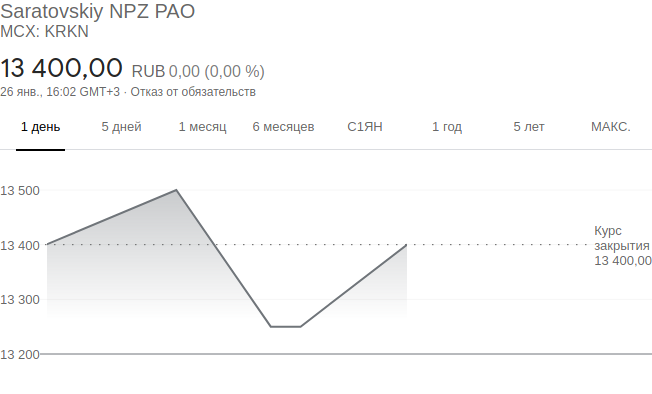 Saratovskiy NPZ PAO
MCX: KRKN
13 400,00 RUB 0,00 (0,00 %)
26 янв., 16:02 GMT+3 · Отказ от обязательств
1 день 5 дней 1 месяц 6 месяцев С1ЯН 1 год 5 лет МАКС.
13 500
13 400
13 300
13 200
Курс
закрытия
13 400,00